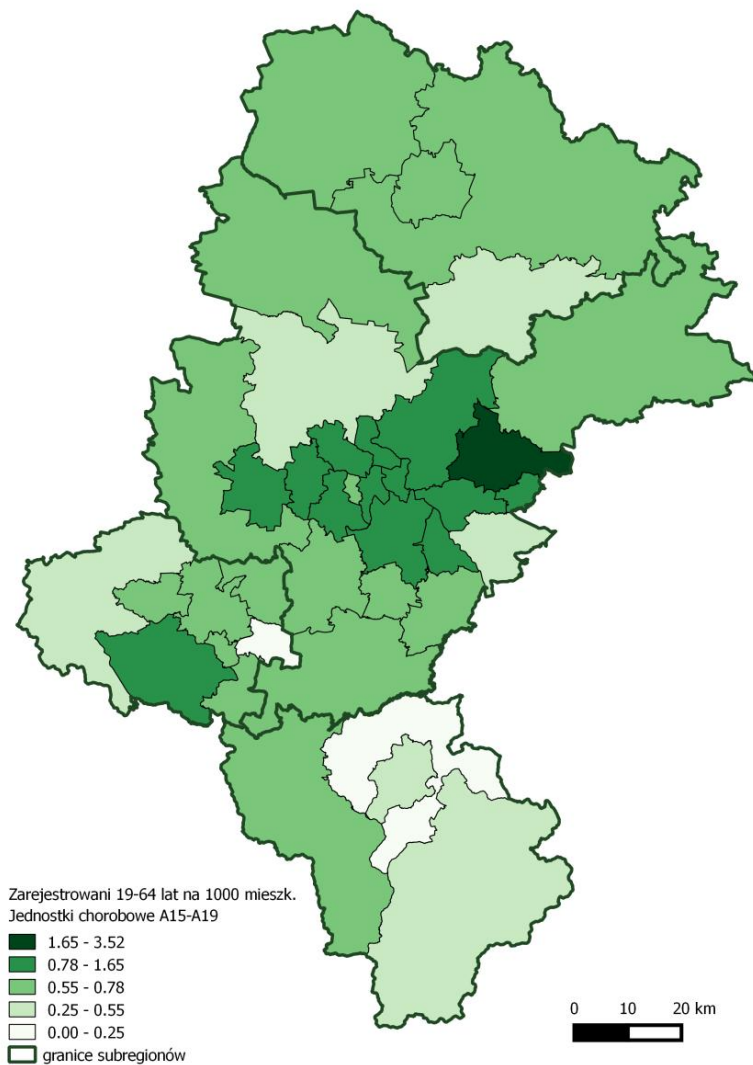 Zarejestrowani 19-64 lat na 1000 mieszk.
Jednostki chorobowe A15-A19
1.65 - 3.52
0.78 - 1.65
0.55 - 0.78
0.25 - 0.55
0.00 - 0.25
granice subregionów
0 10 20 km